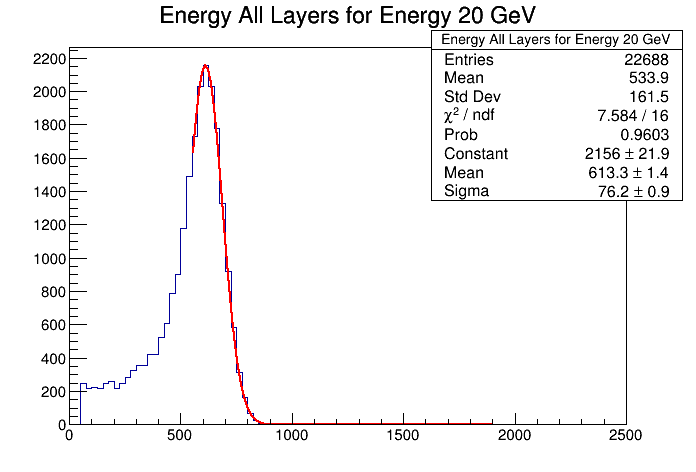 Energy All Layers for Energy 20 GeV
Energy All Layers for Energy 20 GeV
Entries 22688
Mean 533.9
Std Dev 161.5
χ² / ndf 7.584 / 16
Prob 0.9603
Constant 2156 ± 21.9
Mean 613.3 ± 1.4
Sigma 76.2 ± 0.9
2200
2000
1800
1600
1400
1200
1000
800
600
400
200
0
0 500 1000 1500 2000 2500